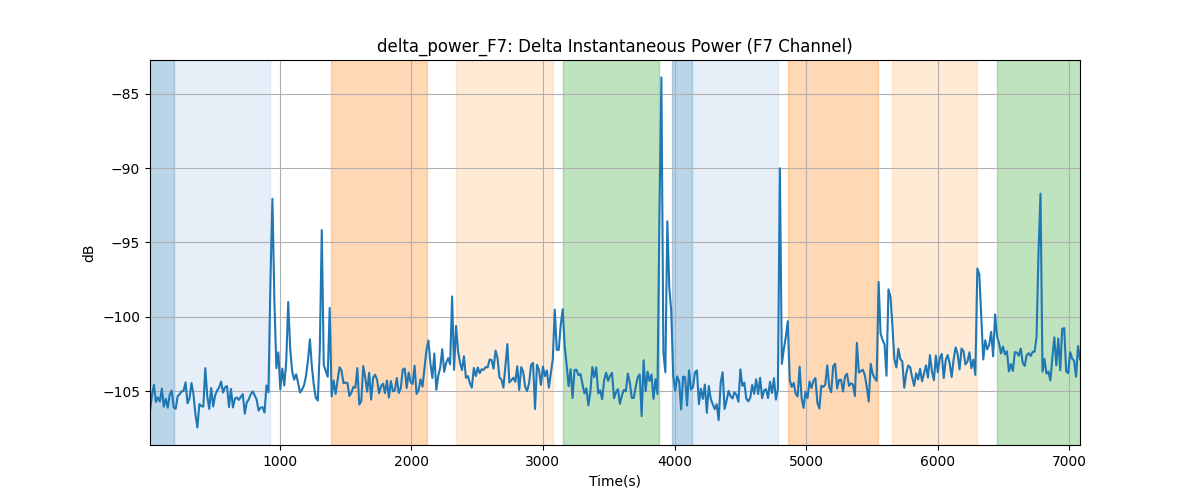 delta_power_F7: Delta Instantaneous Power (F7 Channel)
−85
−90
−95
−100
−105
dB
1000 2000 3000 4000 5000 6000 7000
Time(s)